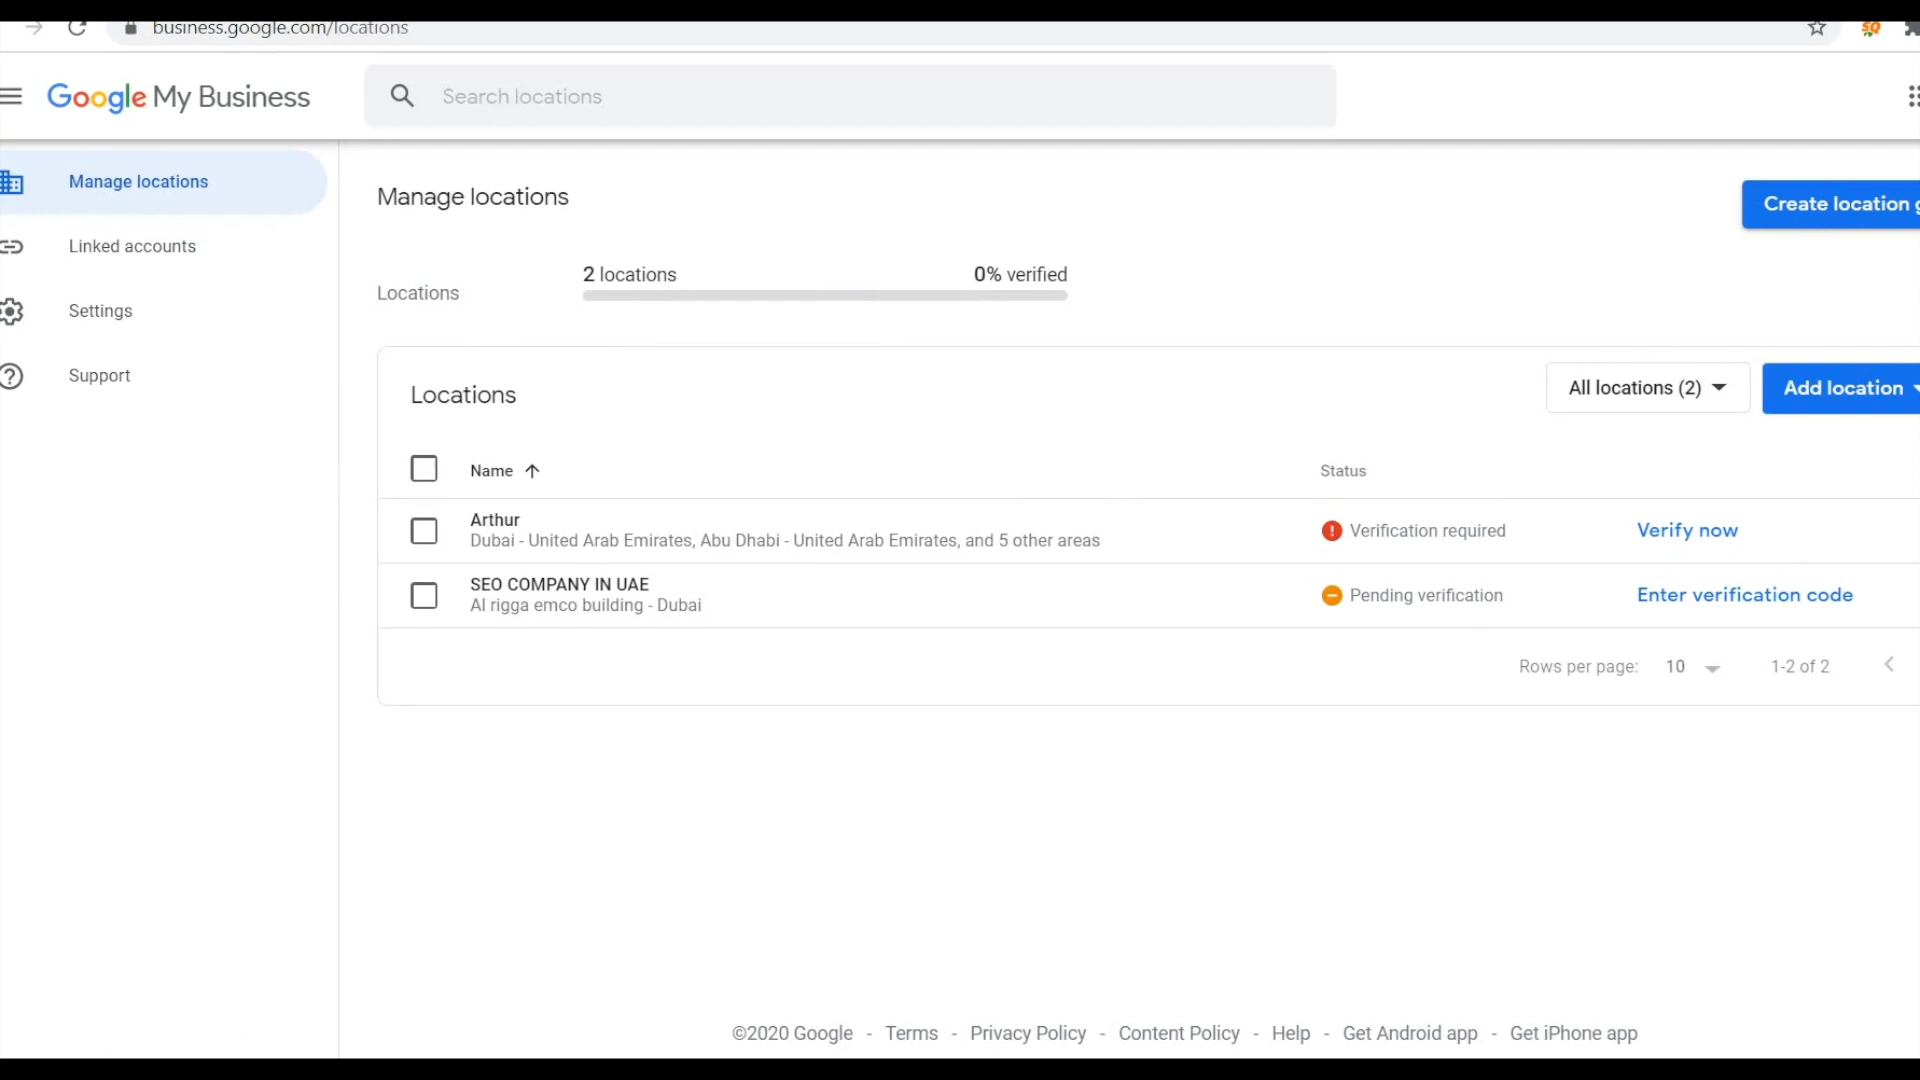 business.google.com/locations
Google My Business
Search locations
Manage locations
Linked accounts
Settings
Support
Manage locations
Create location
Locations
2 locations
0% verified
Locations
All locations (2)
Add location
Name
Status
Arthur
Dubai - United Arab Emirates, Abu Dhabi - United Arab Emirates, and 5 other areas
Verification required
Verify now
SEO COMPANY IN UAE
Al rigga emco building - Dubai
Pending verification
Enter verification code
Rows per page: 10
1-2 of 2
©2020 Google - Terms - Privacy Policy - Content Policy - Help - Get Android app - Get iPhone app